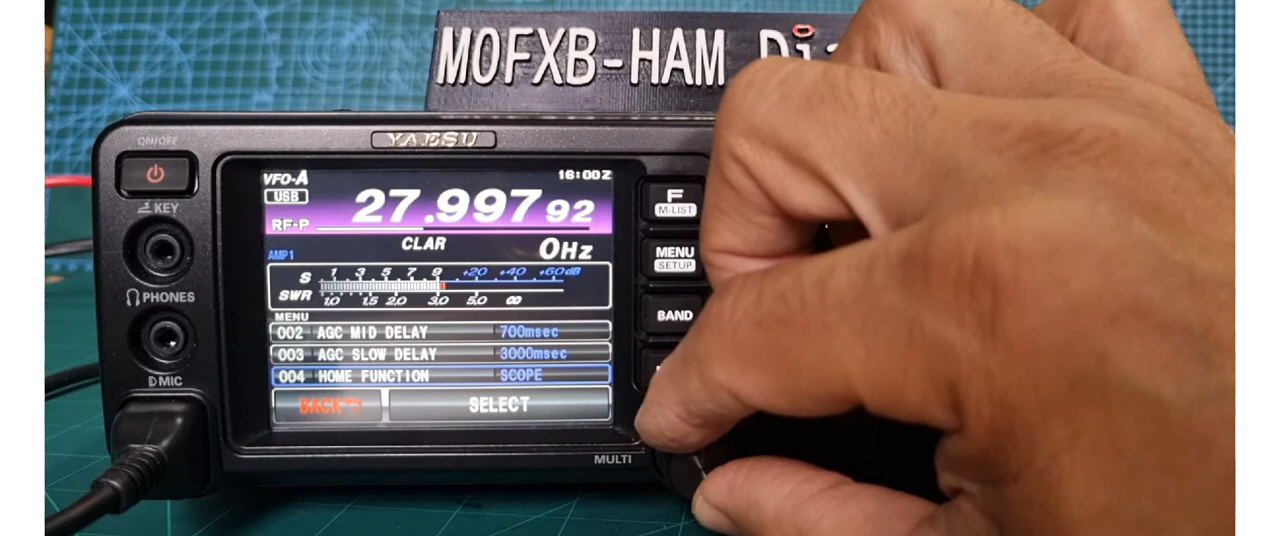 M0FXB-HAM
YAESU
ON/OFF
VFO-A
16:00Z
USB
27.997 92
RF-P
F
M-LIST
KEY
CLAR
0Hz
AMP1
MENU
SETUP
S 1 3 5 7 9 +20 +40 +60dB
SWR 1.0 1.5 2.0 3.0 5.0 ∞
PHONES
BAND
MENU
002 AGC MID DELAY 700msec
003 AGC SLOW DELAY 3000msec
004 HOME FUNCTION SCOPE
MIC
BACK SELECT
MULTI